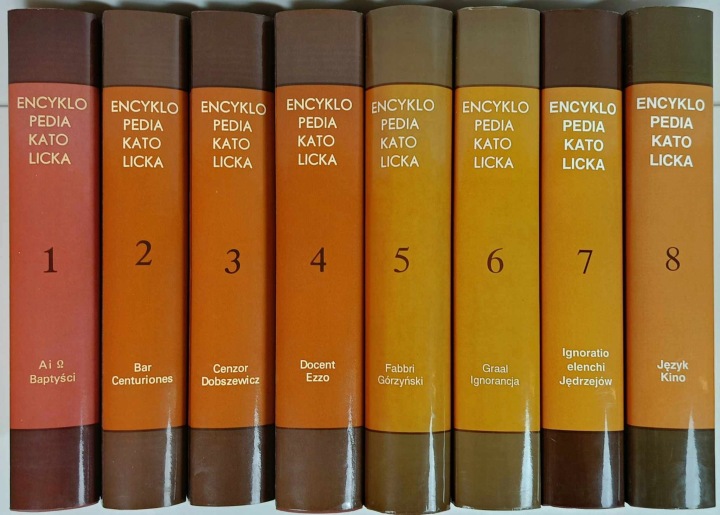 ENCYKLO
PEDIA
KATO
LICKA
1
A i Ω
Baptyści
ENCYKLO
PEDIA
KATO
LICKA
2
Bar
Centuriones
ENCYKLO
PEDIA
KATO
LICKA
3
Cenzor
Dobszewicz
ENCYKLO
PEDIA
KATO
LICKA
4
Docent
Ezzo
ENCYKLO
PEDIA
KATO
LICKA
5
Fabbri
Górzyński
ENCYKLO
PEDIA
KATO
LICKA
6
Graal
Ignorancja
ENCYKLO
PEDIA
KATO
LICKA
7
Ignoratio
elenchi
Jędrzejów
ENCYKLO
PEDIA
KATO
LICKA
8
Język
Kino